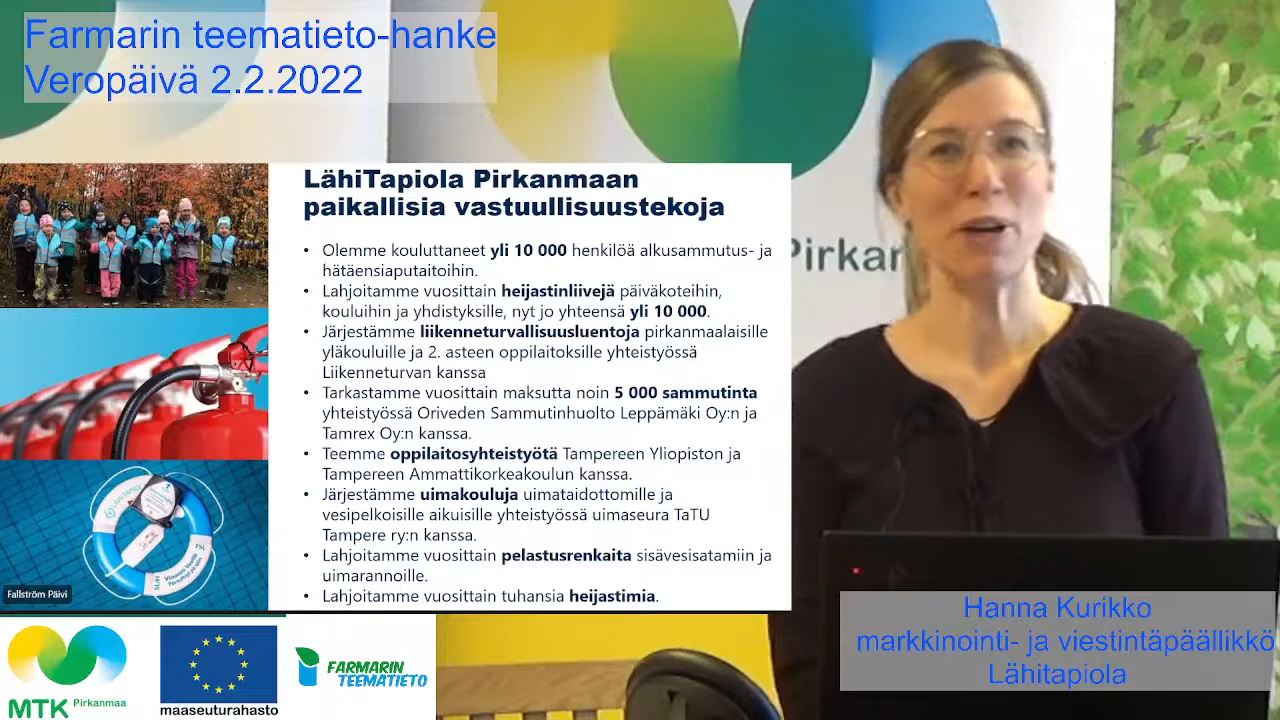 Farmarin teematieto-hanke
Veropäivä 2.2.2022
LähiTapiola Pirkanmaan
paikallisia vastuullisuustekoja
• Olemme kouluttaneet yli 10 000 henkilöä alkusammutus- ja
hätäensiaputaitoihin.
• Lahjoitamme vuosittain heijastinliivejä päiväkoteihin,
kouluihin ja yhdistyksille, nyt jo yhteensä yli 10 000.
• Järjestämme liikenneturvallisuusluentoja pirkanmaalaisille
yläkouluille ja 2. asteen oppilaitoksille yhteistyössä
Liikenneturvan kanssa
• Tarkastamme vuosittain maksutta noin 5 000 sammutinta
yhteistyössä Oriveden Sammutinhuolto Leppämäki Oy:n ja
Tamrex Oy:n kanssa.
• Teemme oppilaitosyhteistyötä Tampereen Yliopiston ja
Tampereen Ammattikorkeakoulun kanssa.
• Järjestämme uimakouluja uimataidottomille ja
vesipelkoisille aikuisille yhteistyössä uimaseura TaTU
Tampere ry:n kanssa.
• Lahjoitamme vuosittain pelastusrenkaita sisävesisatamiin ja
uimarannoille.
• Lahjoitamme vuosittain tuhansia heijastimia.
Pirkan
LÄHITAPIOLA
SUH
FSL
Fallström Päivi
Hanna Kurikko
markkinointi- ja viestintäpäällikkö
Lähitapiola
MTK Pirkanmaa
maaseuturahasto
FARMARIN
TEEMATIETO